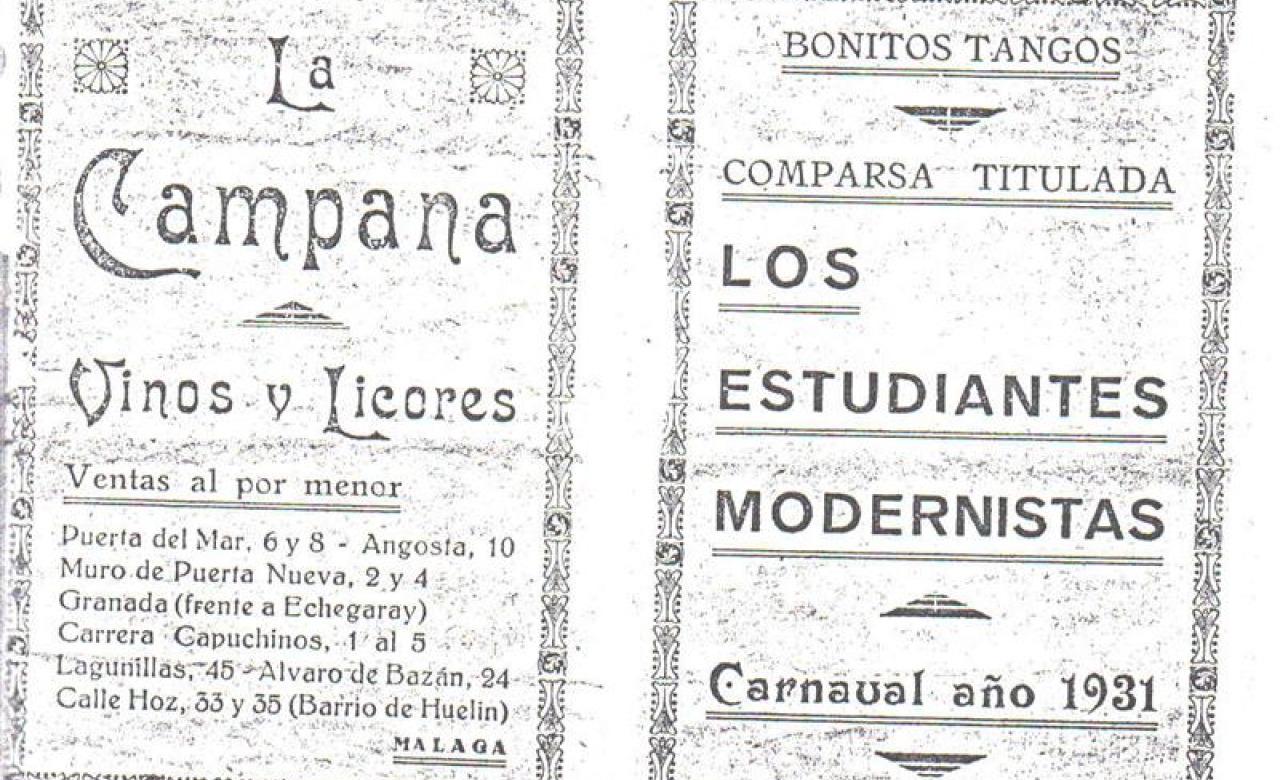 La
Campana
Vinos y Licores
Ventas al por menor
Puerta del Mar, 6 y 8 - Angosta, 10
Muro de Puerta Nueva, 2 y 4
Granada (frente a Echegaray)
Carrera Capuchinos, 1 al 5
Lagunillas, 45 - Alvaro de Bazán, 24
Calle Hoz, 33 y 35 (Barrio de Huelin)
MALAGA
BONITOS TANGOS
COMPARSA TITULADA
LOS
ESTUDIANTES
MODERNISTAS
Carnaval año 1931